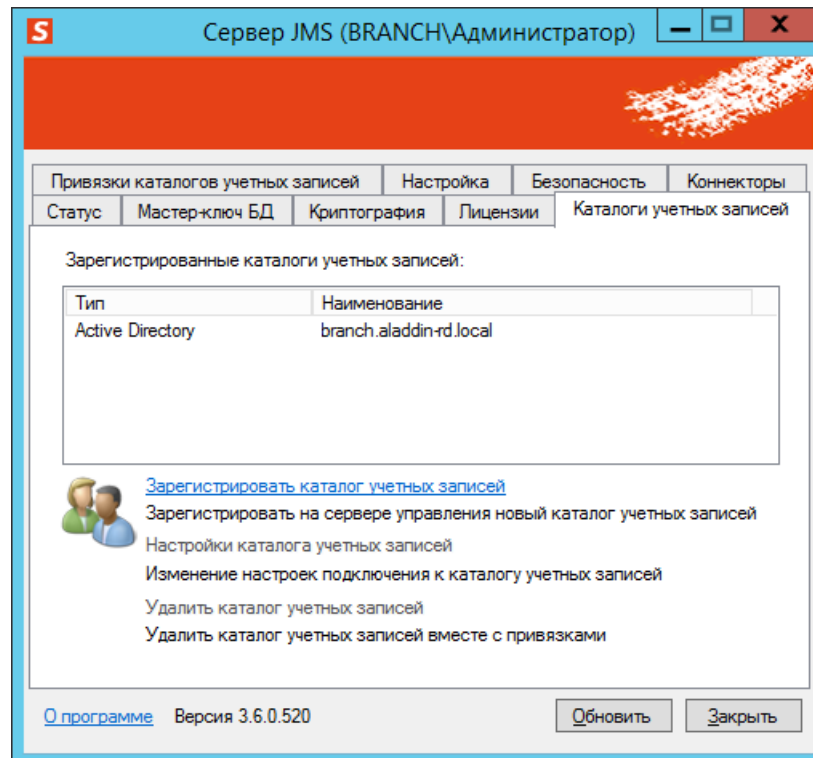 S
Сервер JMS (BRANCH\Администратор)
Привязки каталогов учетных записей Настройка Безопасность Коннекторы
Статус Мастер-ключ БД Криптография Лицензии Каталоги учетных записей
Зарегистрированные каталоги учетных записей:
Тип Наименование
Active Directory branch.aladdin-rd.local
Зарегистрировать каталог учетных записей
Зарегистрировать на сервере управления новый каталог учетных записей
Настройки каталога учетных записей
Изменение настроек подключения к каталогу учетных записей
Удалить каталог учетных записей
Удалить каталог учетных записей вместе с привязками
О программе Версия 3.6.0.520 Обновить Закрыть